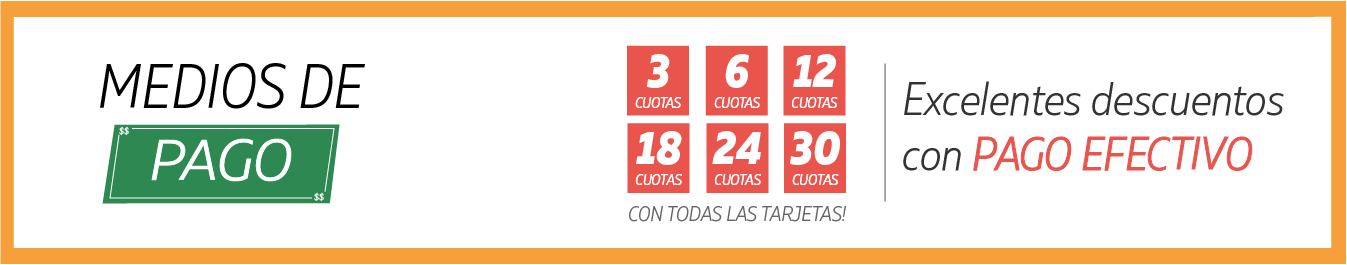 MEDIOS DE
$$
PAGO
$$
3 CUOTAS
6 CUOTAS
12 CUOTAS
18 CUOTAS
24 CUOTAS
30 CUOTAS
CON TODAS LAS TARJETAS!
Excelentes descuentos
con PAGO EFECTIVO